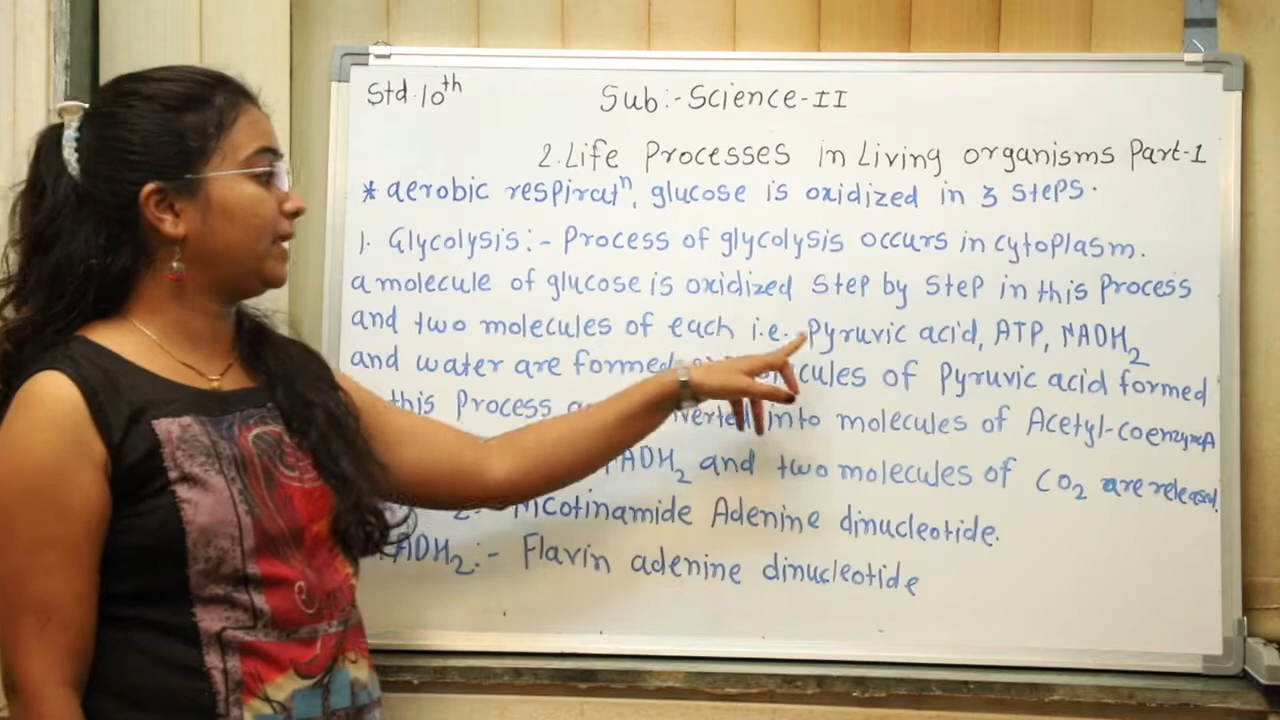 Std.10th
Sub:-Science-II
2.Life Processes in Living organisms Part-1
* aerobic respiratn, glucose is oxidized in 3 steps.
1. Glycolysis:- Process of glycolysis occurs in cytoplasm.
a molecule of glucose is oxidized step by step in this process
and two molecules of each i.e. Pyruvic acid, ATP, NADH2
and water are formed of Pyruvic acid formed
this Process into molecules of Acetyl-coenzymeA
and two molecules of CO2 are released.
Nicotinamide Adenine dinucleotide.
FADH2:- Flavin adenine dinucleotide